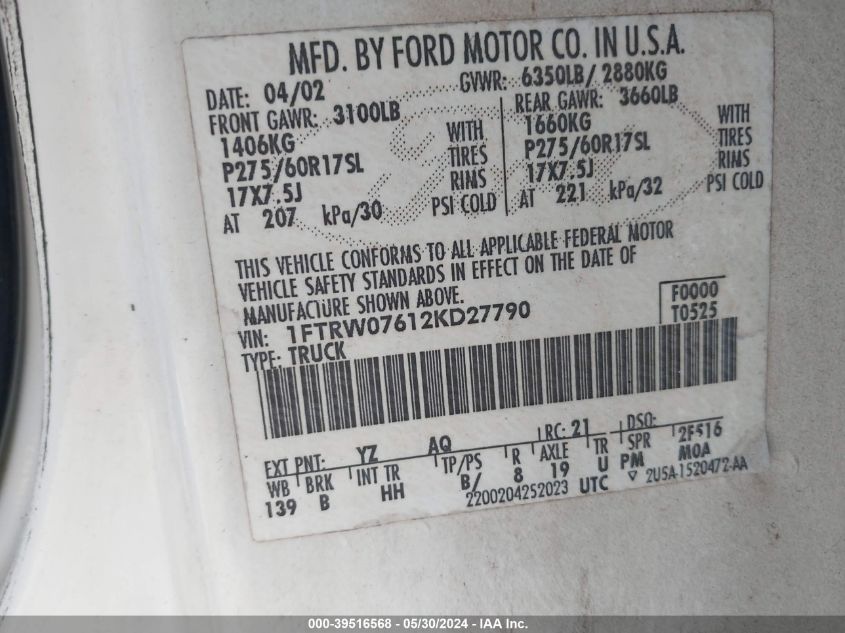 MFD. BY FORD MOTOR CO. IN U.S.A.
DATE: 04/02 GVWR: 6350LB/ 2880KG
FRONT GAWR: 3100LB REAR GAWR: 3660LB
1406KG WITH 1660KG WITH
P275/60R17SL TIRES P275/60R17SL TIRES
17X7.5J RIMS 17X7.5J RIMS
AT 207 kPa/30 PSI COLD AT 221 kPa/32 PSI COLD
THIS VEHICLE CONFORMS TO ALL APPLICABLE FEDERAL MOTOR
VEHICLE SAFETY STANDARDS IN EFFECT ON THE DATE OF
MANUFACTURE SHOWN ABOVE.
VIN: 1FTRW07612KD27790 F0000
TYPE: TRUCK T0525
EXT PNT: YZ AQ RC: 21 DSO:
WB BRK INT TR TP/PS R AXLE TR SPR 2F516
139 B HH B/ 8 19 U PM MOA
2200204252023 UTC ▽ 2U5A-1520472-AA
000-39516568 - 05/30/2024 - IAA Inc.